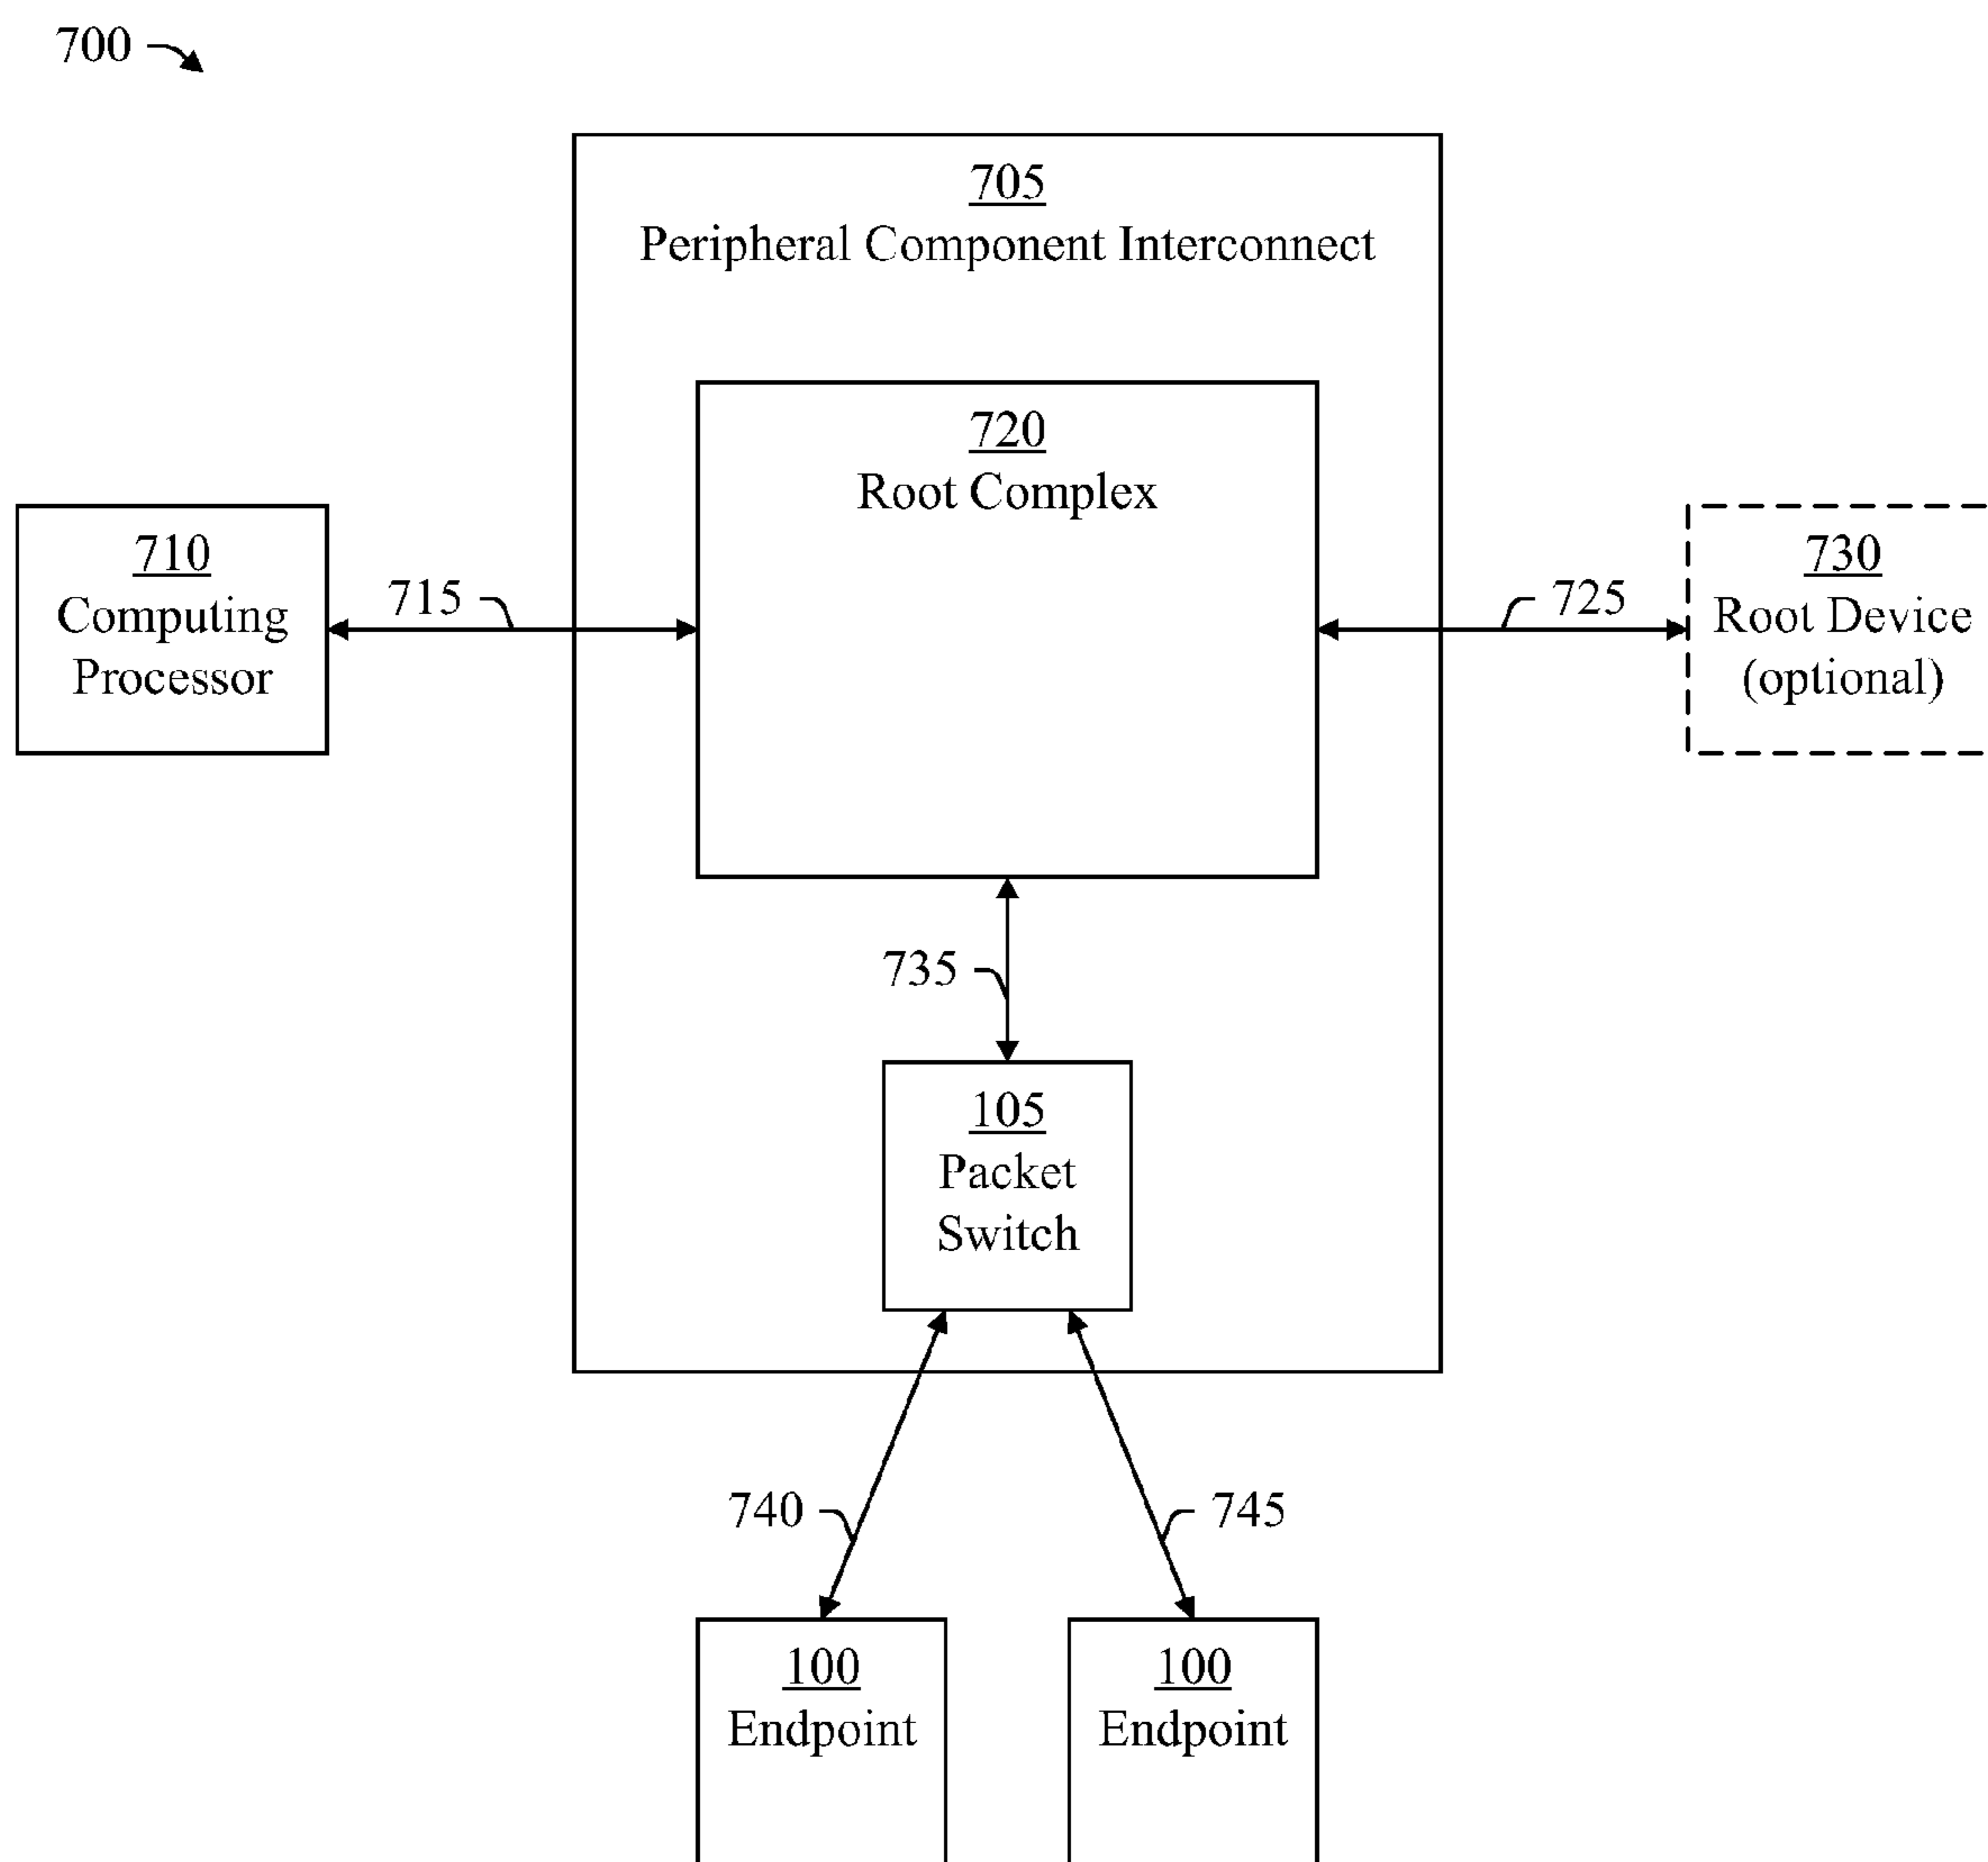 700
705
Peripheral Component Interconnect
720
Root Complex
710
Computing
Processor
715
725
730
Root Device
(optional)
735
105
Packet
Switch
740
745
100
Endpoint
100
Endpoint